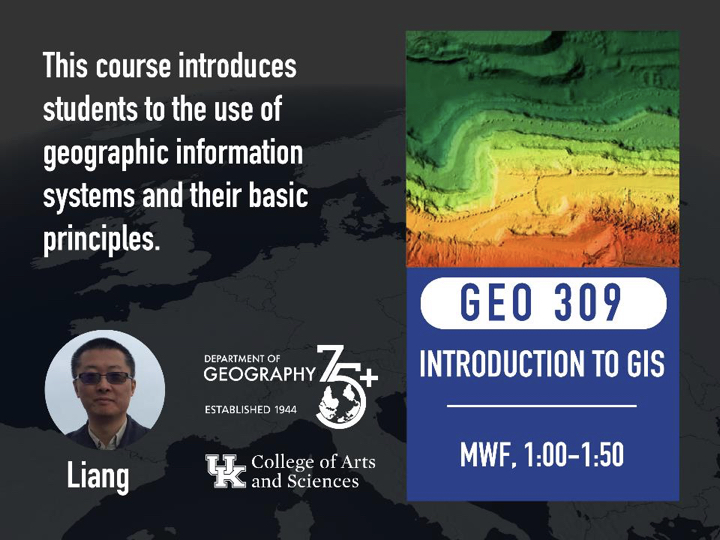 This course introduces
students to the use of
geographic information
systems and their basic
principles.
GEO 309
INTRODUCTION TO GIS
MWF, 1:00-1:50
Liang
DEPARTMENT OF
GEOGRAPHY 75+
ESTABLISHED 1944
UK College of Arts
and Sciences